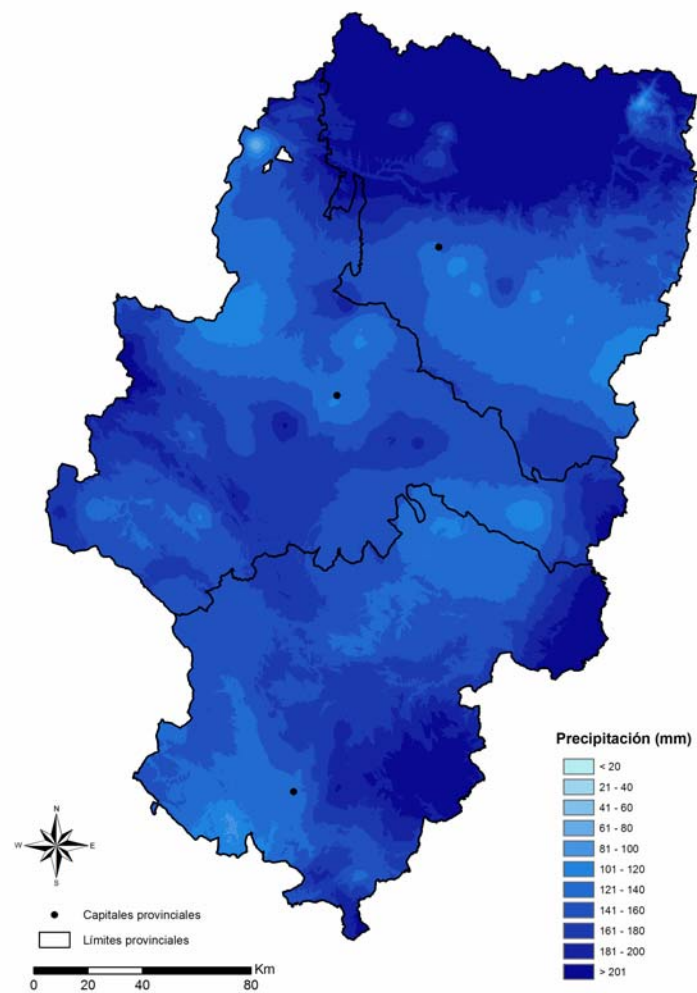 Precipitación (mm)
< 20
21 - 40
41 - 60
61 - 80
81 - 100
101 - 120
121 - 140
141 - 160
161 - 180
181 - 200
> 201
N
W E
S
Capitales provinciales
Límites provinciales
Km
0 20 40 80